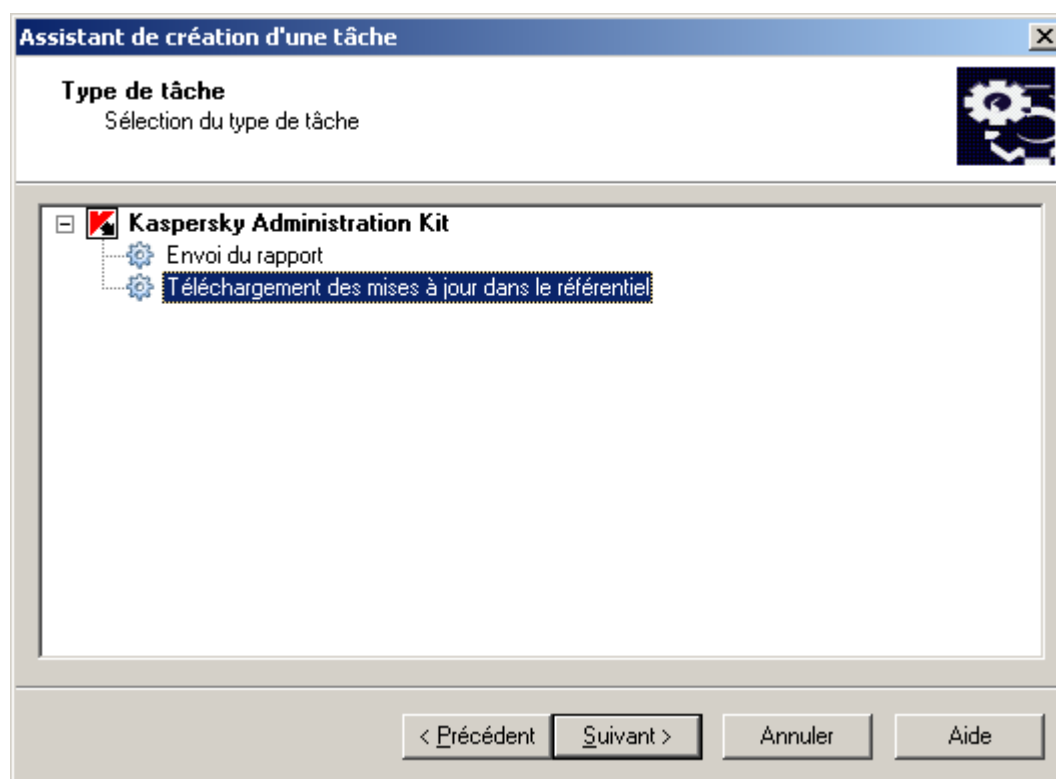 Assistant de création d'une tâche
Type de tâche
Sélection du type de tâche
Kaspersky Administration Kit
Envoi du rapport
Téléchargement des mises à jour dans le référentiel
< Précédent Suivant > Annuler Aide